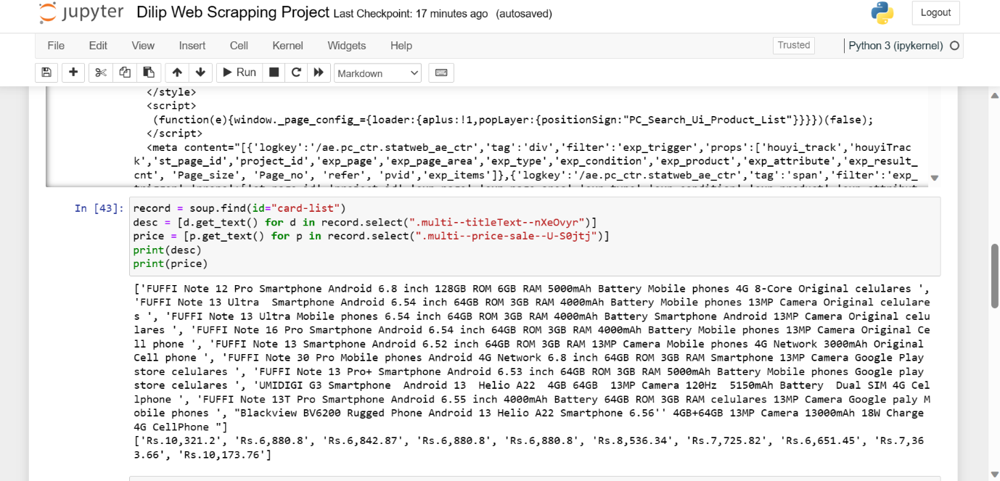 jupyter Dilip Web Scrapping Project Last Checkpoint: 17 minutes ago (autosaved)
Logout
File Edit View Insert Cell Kernel Widgets Help
Trusted
Python 3 (ipykernel)
Run
Markdown
</style>
<script>
(function(e){window._page_config_={loader:{aplus:!1,popLayer:{positionSign:"PC_Search_Ui_Product_List"}}}})(false);
</script>
<meta content="[{'logkey':'/ae.pc_ctr.statweb_ae_ctr','tag':'div','filter':'exp_trigger','props':['houyi_track','houyiTrac
k','st_page_id','project_id','exp_page','exp_page_area','exp_type','exp_condition','exp_product','exp_attribute','exp_result_
cnt', 'Page_size', 'Page_no', 'refer', 'pvid','exp_items']},{'logkey':'/ae.pc_ctr.statweb_ae_ctr','tag':'span','filter':'exp_
In [43]:
record = soup.find(id="card-list")
desc = [d.get_text() for d in record.select(".multi--titleText--nXeOvyr")]
price = [p.get_text() for p in record.select(".multi--price-sale--U-S0jtj")]
print(desc)
print(price)
['FUFFI Note 12 Pro Smartphone Android 6.8 inch 128GB ROM 6GB RAM 5000mAh Battery Mobile phones 4G 8-Core Original celulares ',
'FUFFI Note 13 Ultra  Smartphone Android 6.54 inch 64GB ROM 3GB RAM 4000mAh Battery Mobile phones 13MP Camera Original celulare
s ', 'FUFFI Note 13 Ultra Mobile phones 6.54 inch 64GB ROM 3GB RAM 4000mAh Battery Smartphone Android 13MP Camera Original celu
lares ', 'FUFFI Note 16 Pro Smartphone Android 6.54 inch 64GB ROM 3GB RAM 4000mAh Battery Mobile phones 13MP Camera Original Ce
ll phone ', 'FUFFI Note 13 Smartphone Android 6.52 inch 64GB ROM 3GB RAM 13MP Camera Mobile phones 4G Network 3000mAh Original
Cell phone ', 'FUFFI Note 30 Pro Mobile phones Android 4G Network 6.8 inch 64GB ROM 3GB RAM Smartphone 13MP Camera Google Play
store celulares ', 'FUFFI Note 13 Pro+ Smartphone Android 6.53 inch 64GB ROM 3GB RAM 5000mAh Battery Mobile phones Google play
store celulares ', 'UMIDIGI G3 Smartphone  Android 13  Helio A22  4GB 64GB  13MP Camera 120Hz  5150mAh Battery  Dual SIM 4G Cel
lphone ', 'FUFFI Note 13T Pro Smartphone Android 6.55 inch 4000mAh Battery 64GB ROM 3GB RAM celulares 13MP Camera Google paly M
obile phones ', "Blackview BV6200 Rugged Phone Android 13 Helio A22 Smartphone 6.56'' 4GB+64GB 13MP Camera 13000mAh 18W Charge
4G CellPhone "]
['Rs.10,321.2', 'Rs.6,880.8', 'Rs.6,842.87', 'Rs.6,880.8', 'Rs.6,880.8', 'Rs.8,536.34', 'Rs.7,725.82', 'Rs.6,651.45', 'Rs.7,36
3.66', 'Rs.10,173.76']